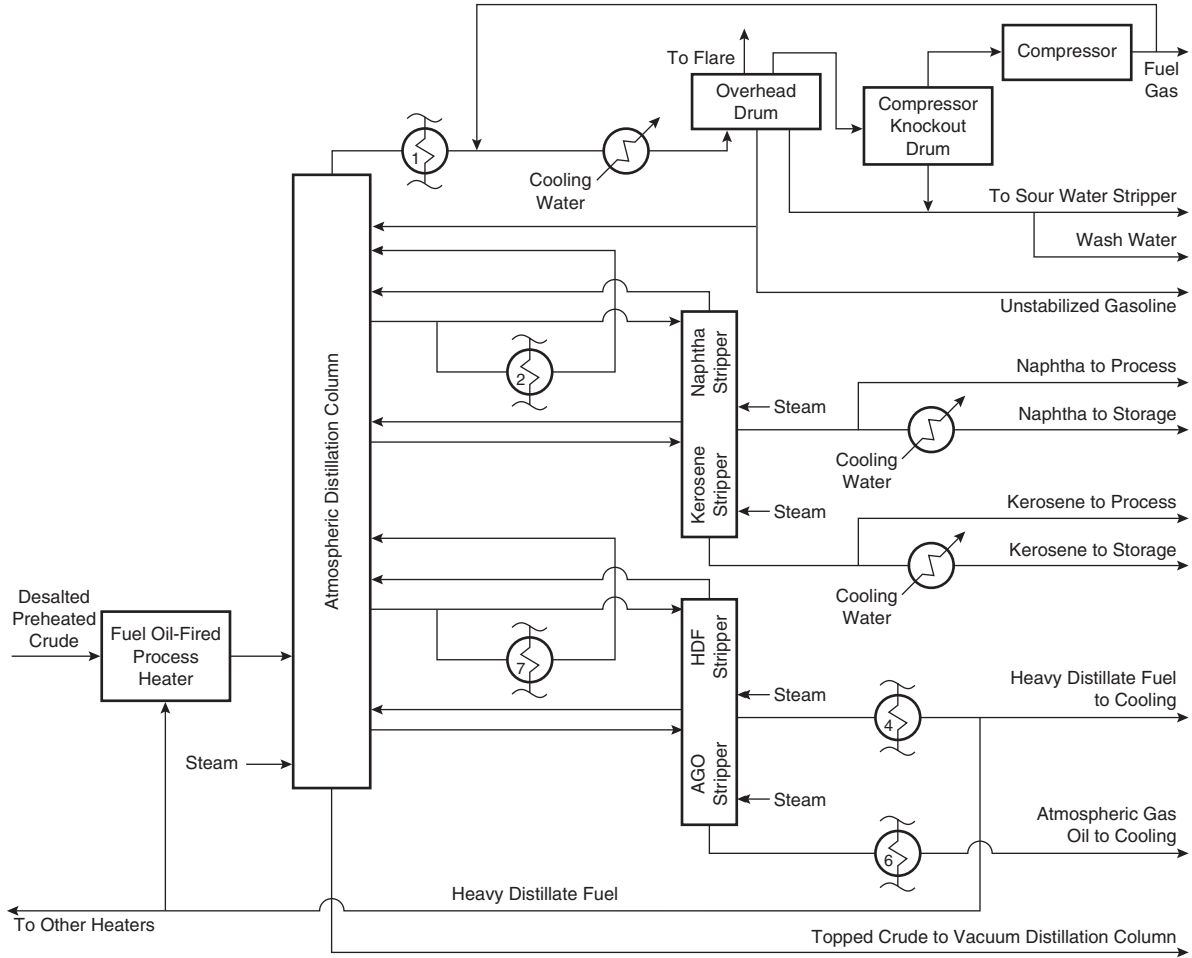 To Flare
Overhead
Drum
Compressor
Fuel
Gas
Compressor
Knockout
Drum
1
Cooling
Water
To Sour Water Stripper
Wash Water
Unstabilized Gasoline
Atmospheric Distillation Column
2
Naphtha
Stripper
Kerosene
Stripper
Steam
Steam
Naphtha to Process
Naphtha to Storage
Cooling
Water
Kerosene to Process
Kerosene to Storage
Cooling
Water
Desalted
Preheated
Crude
Fuel Oil-Fired
Process
Heater
Steam
7
HDF
Stripper
AGO
Stripper
Steam
Steam
4
Heavy Distillate Fuel
to Cooling
6
Atmospheric Gas
Oil to Cooling
Heavy Distillate Fuel
To Other Heaters
Topped Crude to Vacuum Distillation Column